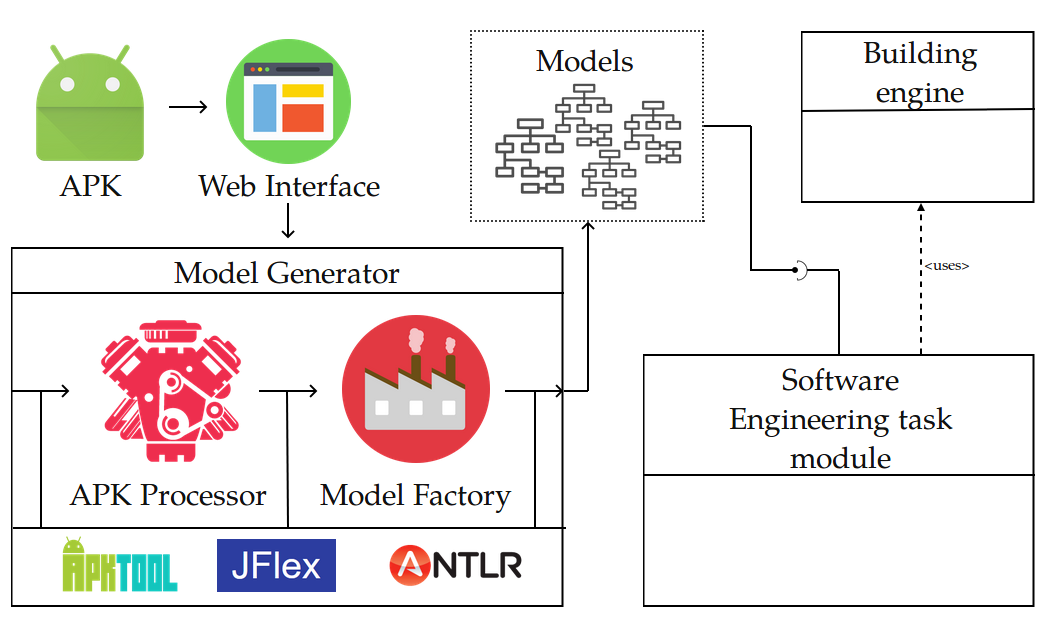 APK
Web Interface
Models
Building
engine
Model Generator
APK Processor
Model Factory
APKTOOL
JFlex
ANTLR
<uses>
Software
Engineering task
module